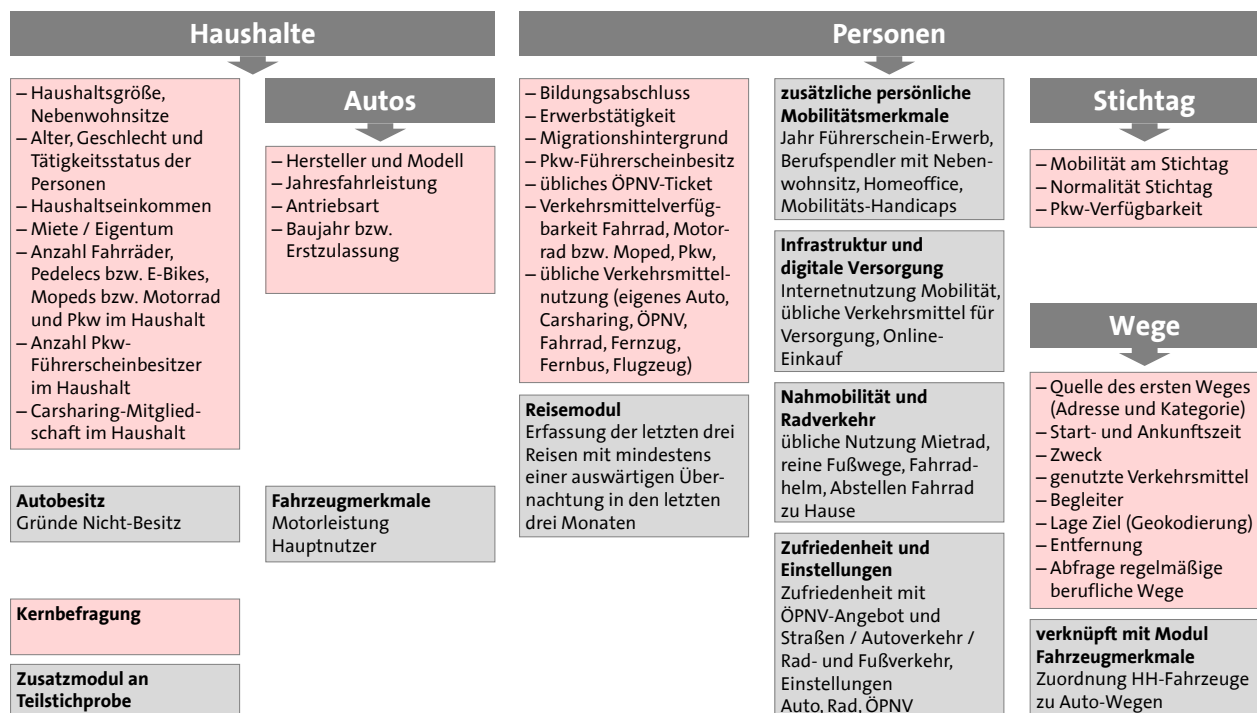 Haushalte
– Haushaltsgröße,
Nebenwohnsitze
– Alter, Geschlecht und
Tätigkeitsstatus der
Personen
– Haushaltseinkommen
– Miete / Eigentum
– Anzahl Fahrräder,
Pedelecs bzw. E-Bikes,
Mopeds bzw. Motorrad
und Pkw im Haushalt
– Anzahl Pkw-
Führerscheinbesitzer
im Haushalt
– Carsharing-Mitglied-
schaft im Haushalt
Autobesitz
Gründe Nicht-Besitz
Autos
– Hersteller und Modell
– Jahresfahrleistung
– Antriebsart
– Baujahr bzw.
Erstzulassung
Fahrzeugmerkmale
Motorleistung
Hauptnutzer
Personen
– Bildungsabschluss
– Erwerbstätigkeit
– Migrationshintergrund
– Pkw-Führerscheinbesitz
– übliches ÖPNV-Ticket
– Verkehrsmittelverfüg-
barkeit Fahrrad, Motor-
rad bzw. Moped, Pkw,
– übliche Verkehrsmittel-
nutzung (eigenes Auto,
Carsharing, ÖPNV,
Fahrrad, Fernzug,
Fernbus, Flugzeug)
Reisemodul
Erfassung der letzten drei
Reisen mit mindestens
einer auswärtigen Über-
nachtung in den letzten
drei Monaten
zusätzliche persönliche
Mobilitätsmerkmale
Jahr Führerschein-Erwerb,
Berufspendler mit Neben-
wohnsitz, Homeoffice,
Mobilitäts-Handicaps
Infrastruktur und
digitale Versorgung
Internetnutzung Mobilität,
übliche Verkehrsmittel für
Versorgung, Online-
Einkauf
Nahmobilität und
Radverkehr
übliche Nutzung Mietrad,
reine Fußwege, Fahrrad-
helm, Abstellen Fahrrad
zu Hause
Zufriedenheit und
Einstellungen
Zufriedenheit mit
ÖPNV-Angebot und
Straßen / Autoverkehr /
Rad- und Fußverkehr,
Einstellungen
Auto, Rad, ÖPNV
Stichtag
– Mobilität am Stichtag
– Normalität Stichtag
– Pkw-Verfügbarkeit
Wege
– Quelle des ersten Weges
(Adresse und Kategorie)
– Start- und Ankunftszeit
– Zweck
– genutzte Verkehrsmittel
– Begleiter
– Lage Ziel (Geokodierung)
– Entfernung
– Abfrage regelmäßige
berufliche Wege
verknüpft mit Modul
Fahrzeugmerkmale
Zuordnung HH-Fahrzeuge
zu Auto-Wegen
Kernbefragung
Zusatzmodul an
Teilstichprobe